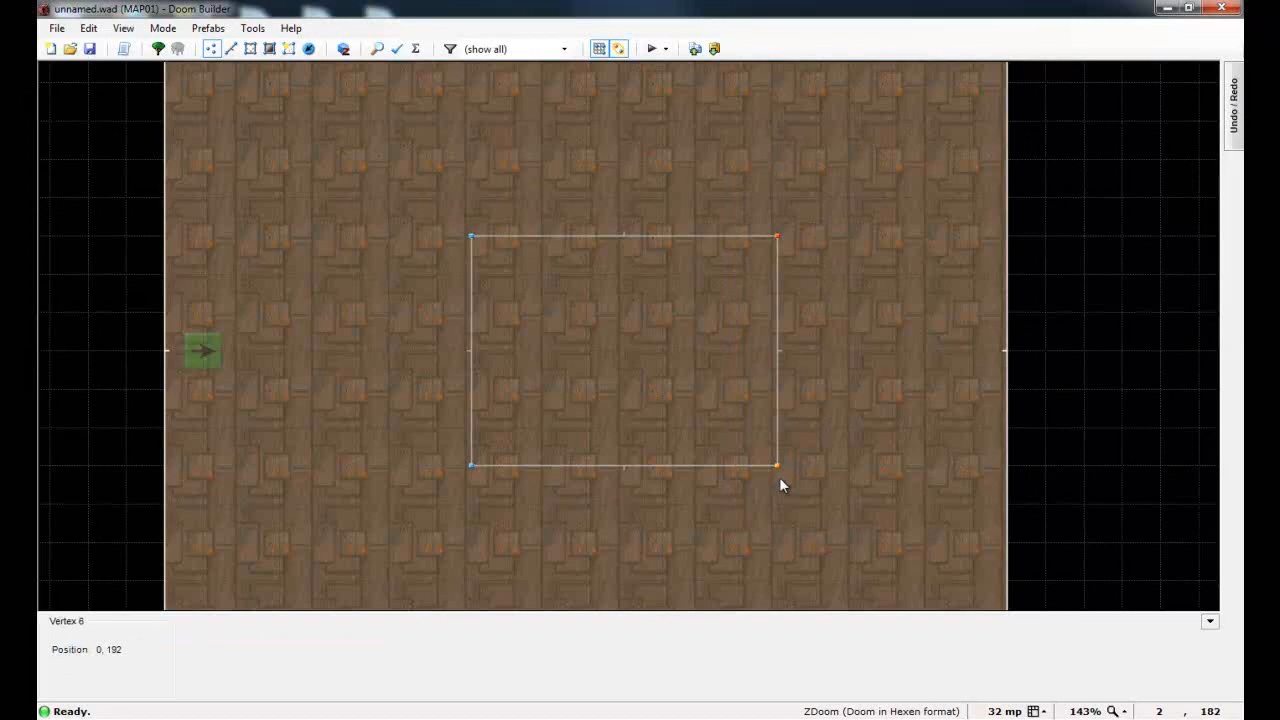 unnamed.wad (MAP01) - Doom Builder
File Edit View Mode Prefabs Tools Help
(show all)
Undo / Redo
Vertex 6
Position 0, 192
Ready. ZDoom (Doom in Hexen format) 32 mp 143% 2 , 182